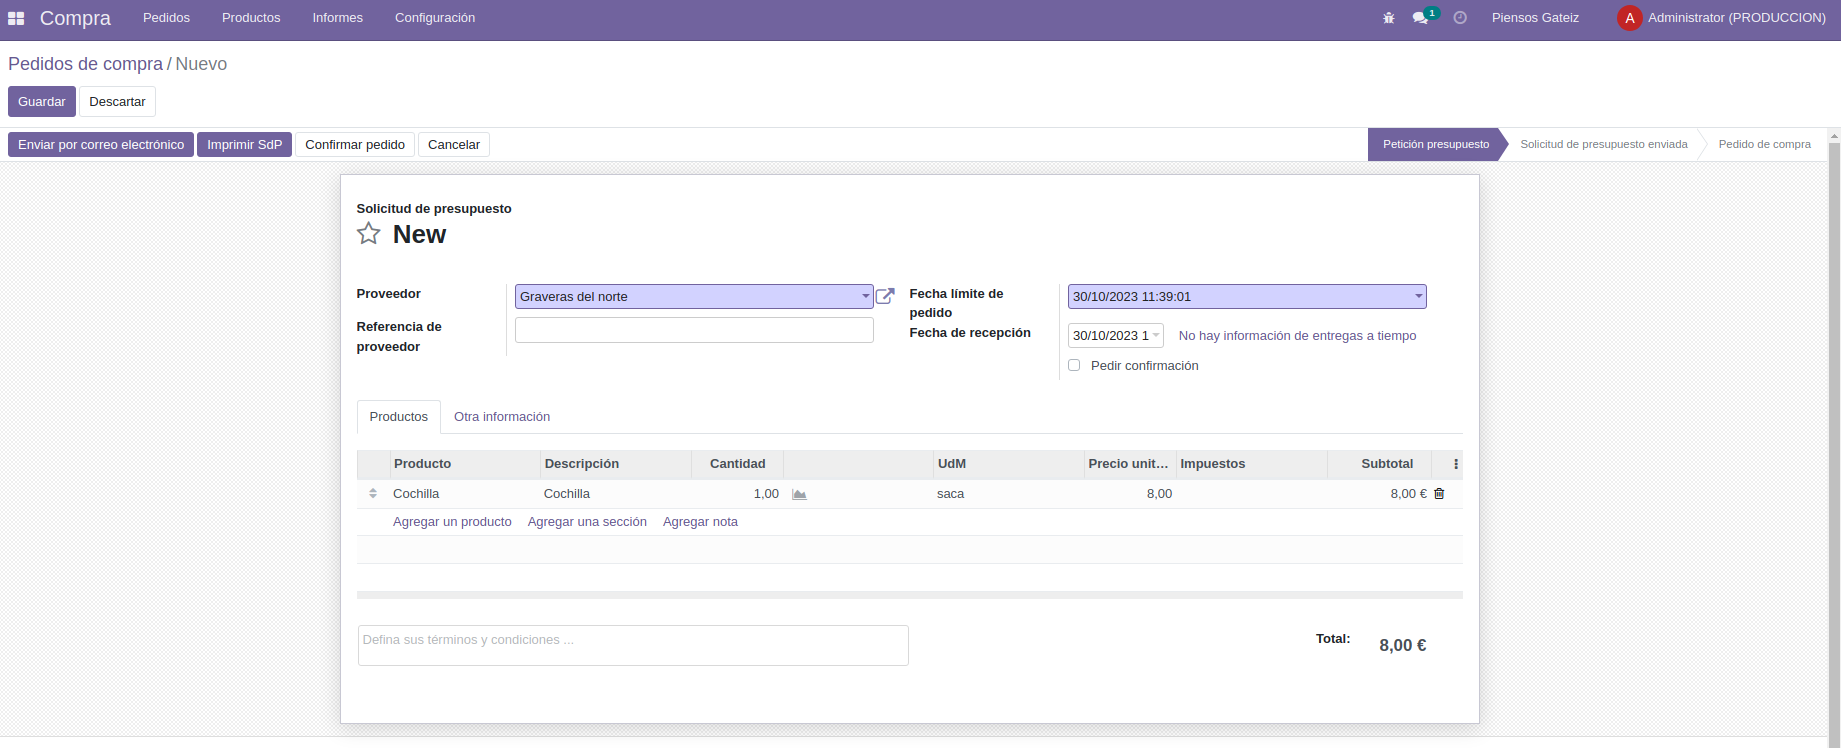 Compra Pedidos Productos Informes Configuración 1 Piensos Gateiz A Administrator (PRODUCCION)
Pedidos de compra / Nuevo
Guardar Descartar
Enviar por correo electrónico Imprimir SdP Confirmar pedido Cancelar Petición presupuesto Solicitud de presupuesto enviada Pedido de compra
Solicitud de presupuesto
New
Proveedor Graveras del norte
Referencia de
proveedor
Fecha límite de
pedido
30/10/2023 11:39:01
Fecha de recepción
30/10/2023 1 No hay información de entregas a tiempo
Pedir confirmación
Productos Otra información
Producto Descripción Cantidad UdM Precio unit... Impuestos Subtotal
Cochilla Cochilla 1,00 saca 8,00 8,00 €
Agregar un producto Agregar una sección Agregar nota
Defina sus términos y condiciones ...
Total: 8,00 €